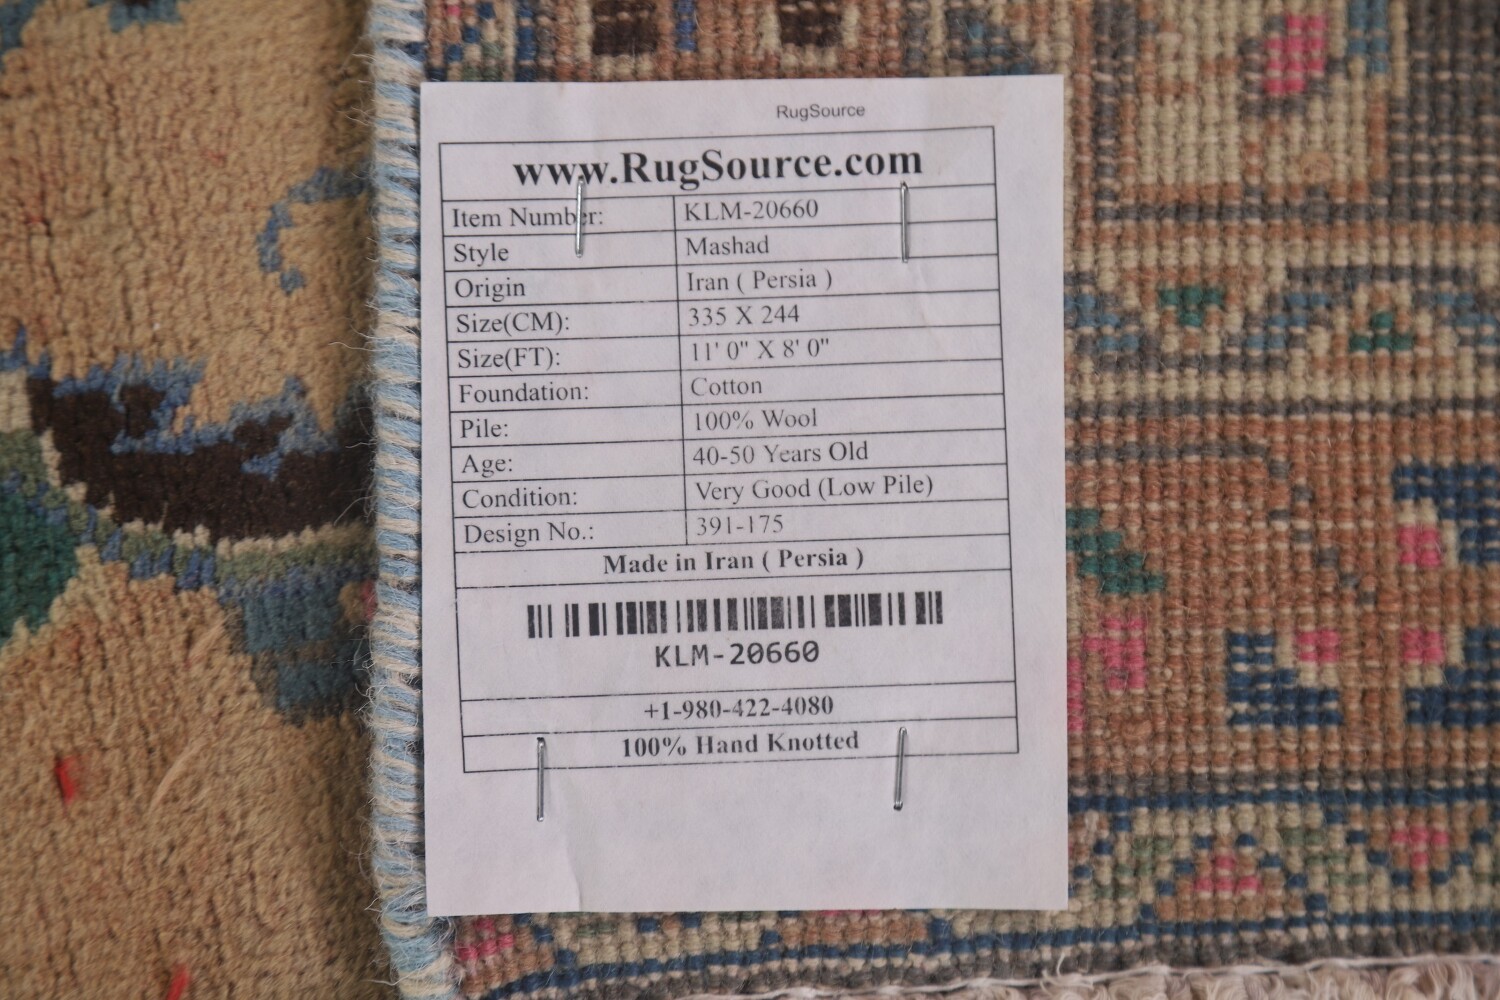 RugSource
www.RugSource.com
Item Number: KLM-20660
Style Mashad
Origin Iran ( Persia )
Size(CM): 335 X 244
Size(FT): 11' 0" X 8' 0"
Foundation: Cotton
Pile: 100% Wool
Age: 40-50 Years Old
Condition: Very Good (Low Pile)
Design No.: 391-175
Made in Iran ( Persia )
KLM-20660
+1-980-422-4080
100% Hand Knotted